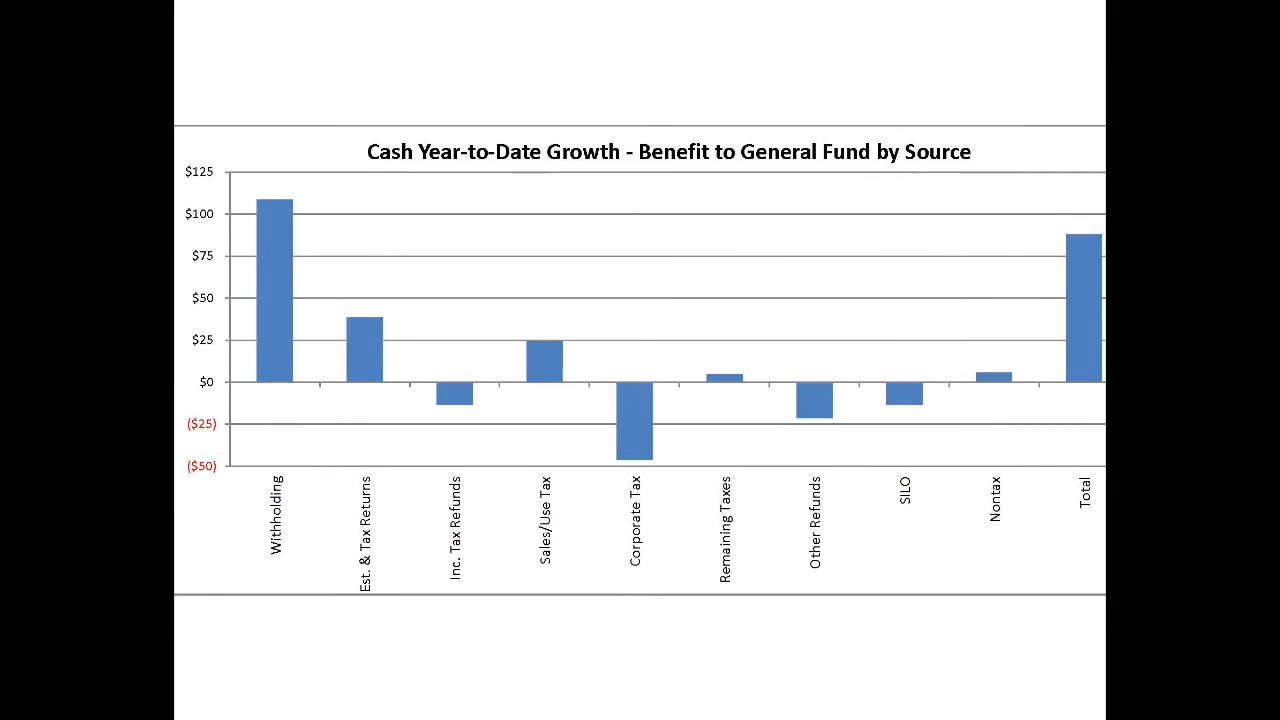 Cash Year-to-Date Growth - Benefit to General Fund by Source
$125
$100
$75
$50
$25
$0
($25)
($50)
Withholding
Est. & Tax Returns
Inc. Tax Refunds
Sales/Use Tax
Corporate Tax
Remaining Taxes
Other Refunds
SILO
Nontax
Total